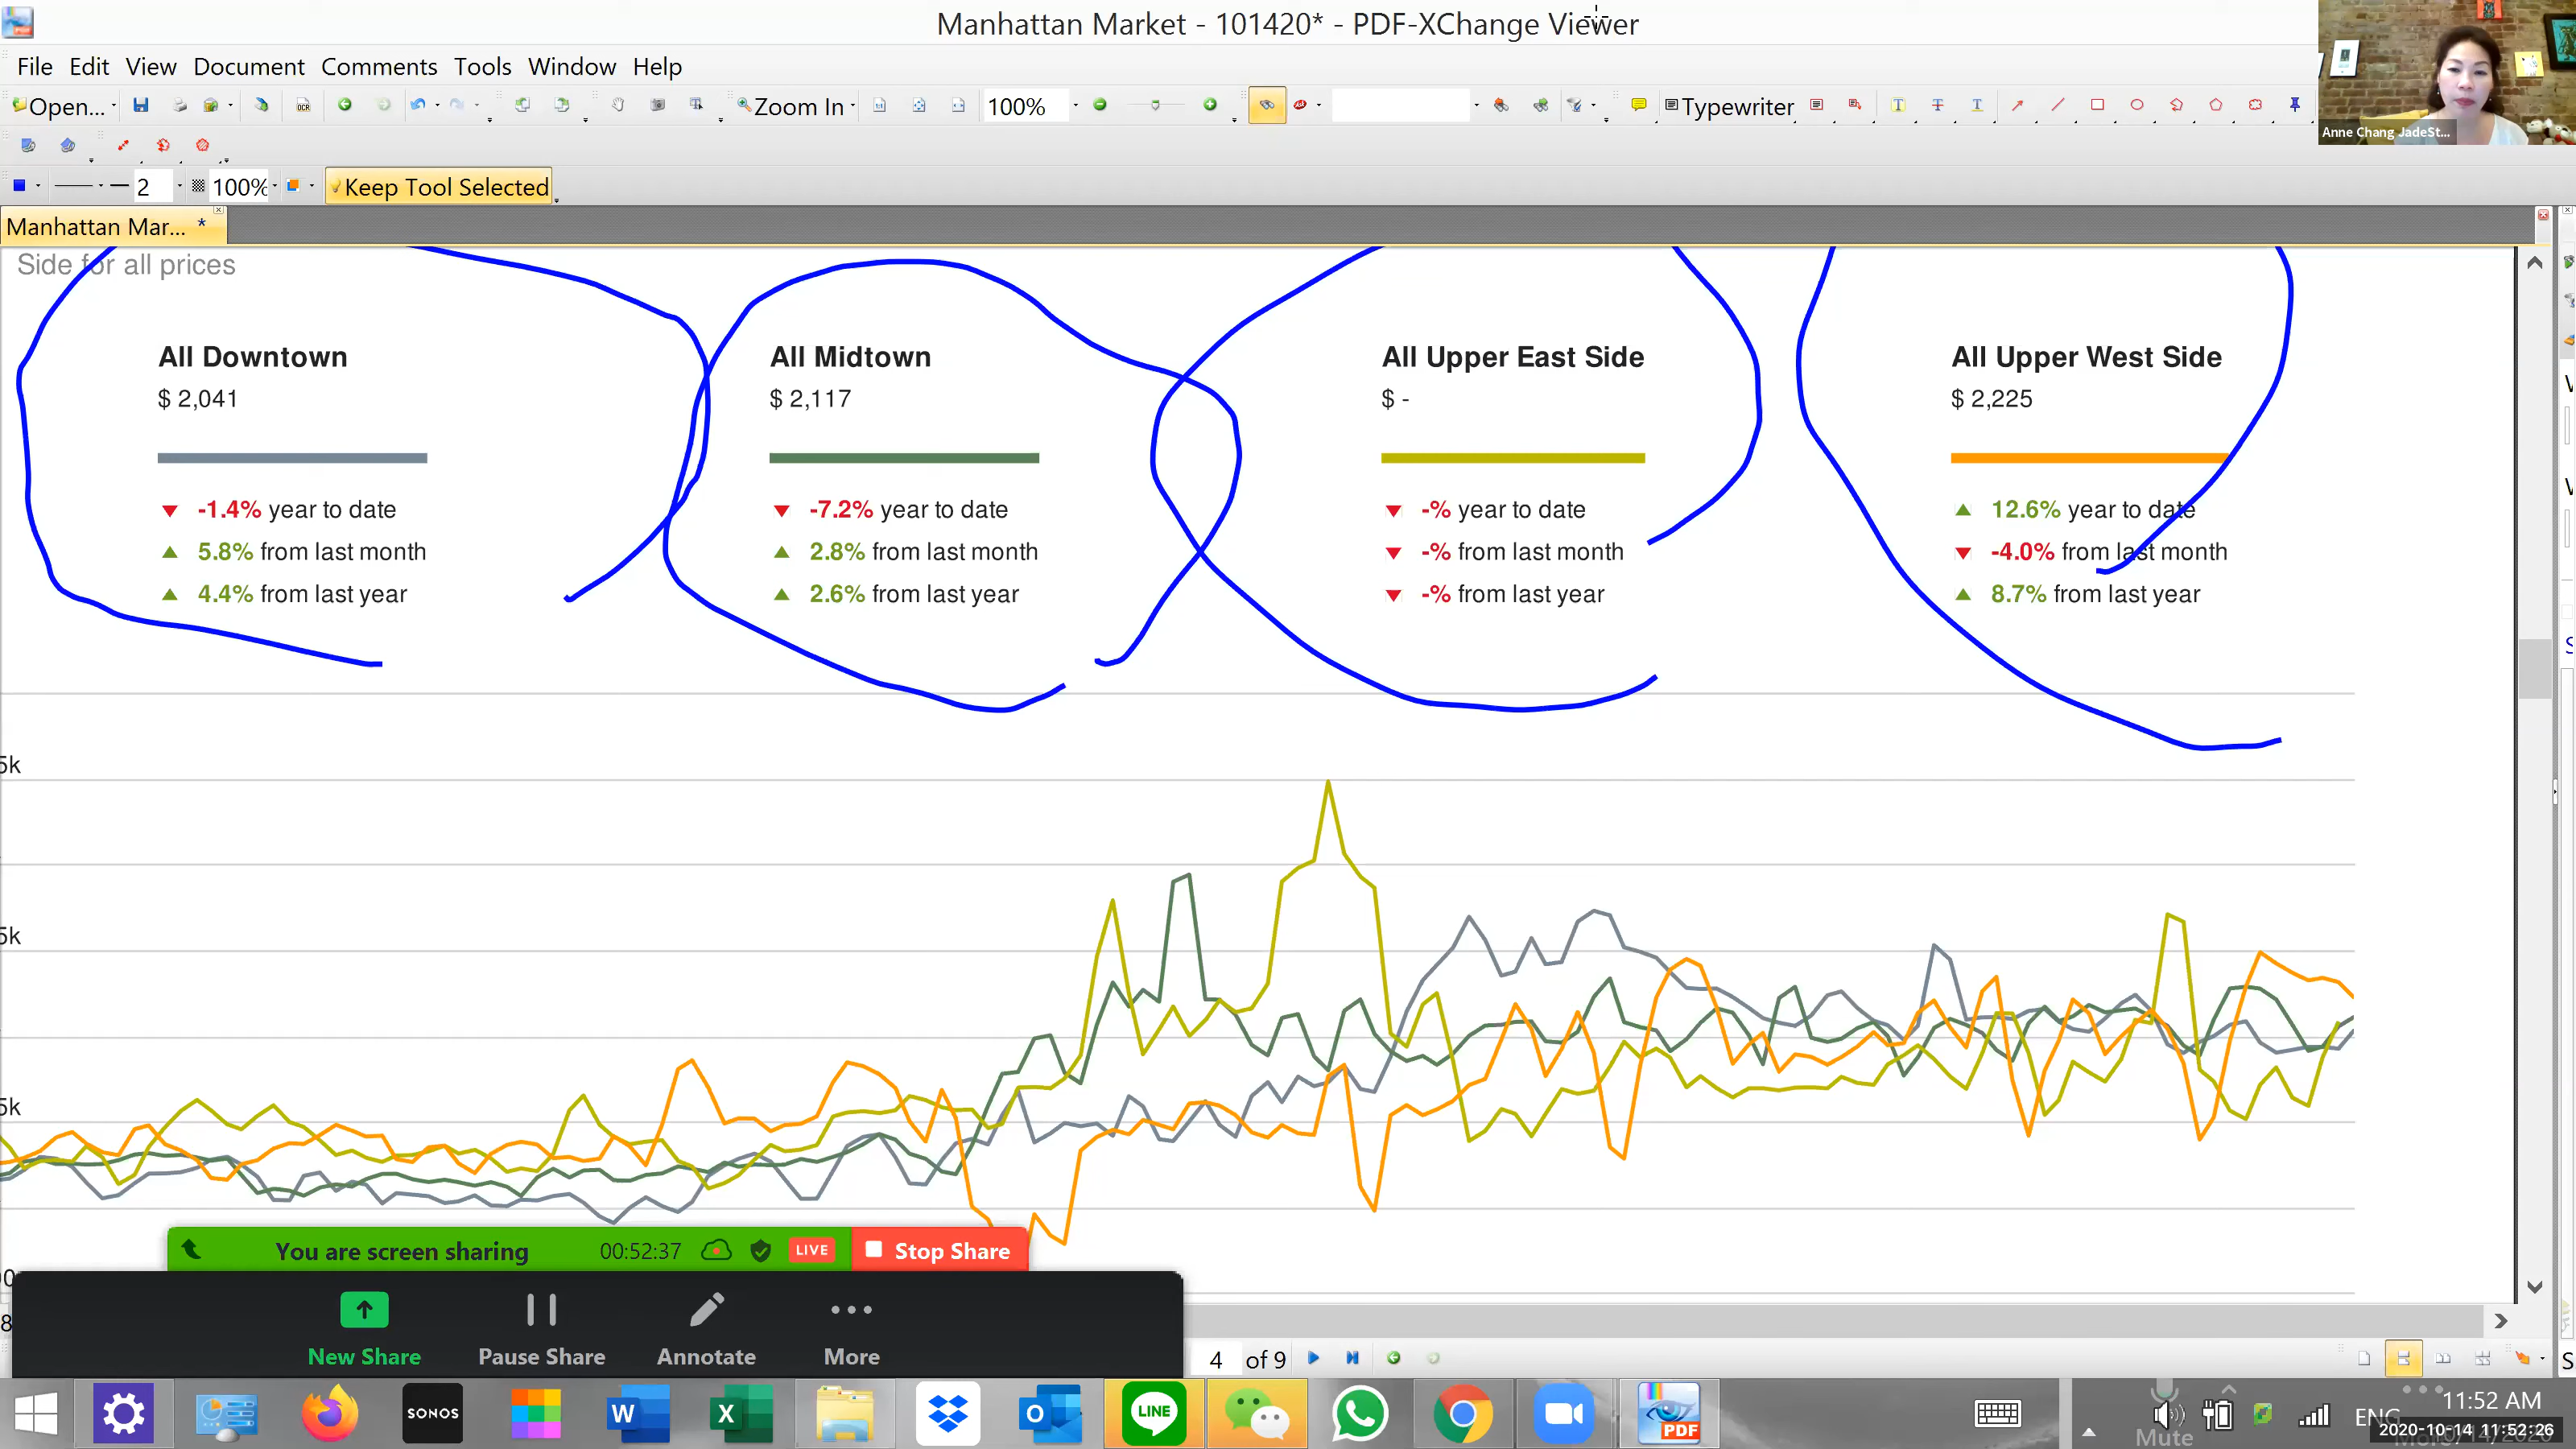 Manhattan Market - 101420* - PDF-XChange Viewer
File Edit View Document Comments Tools Window Help
Open... OCR Zoom In 100% Typewriter
Anne Chang JadeSt...
2 100% Keep Tool Selected
Manhattan Mar... *
Side for all prices
All Downtown
$ 2,041
-1.4% year to date
5.8% from last month
4.4% from last year
All Midtown
$ 2,117
-7.2% year to date
2.8% from last month
2.6% from last year
All Upper East Side
$ -
-% year to date
-% from last month
-% from last year
All Upper West Side
$ 2,225
12.6% year to date
-4.0% from last month
8.7% from last year
5k
5k
5k
You are screen sharing 00:52:37 LIVE Stop Share
New Share Pause Share Annotate More
4 of 9
SONOS W X O LINE PDF
ENG 11:52 AM
Mute
2020-10-14 11:52:26